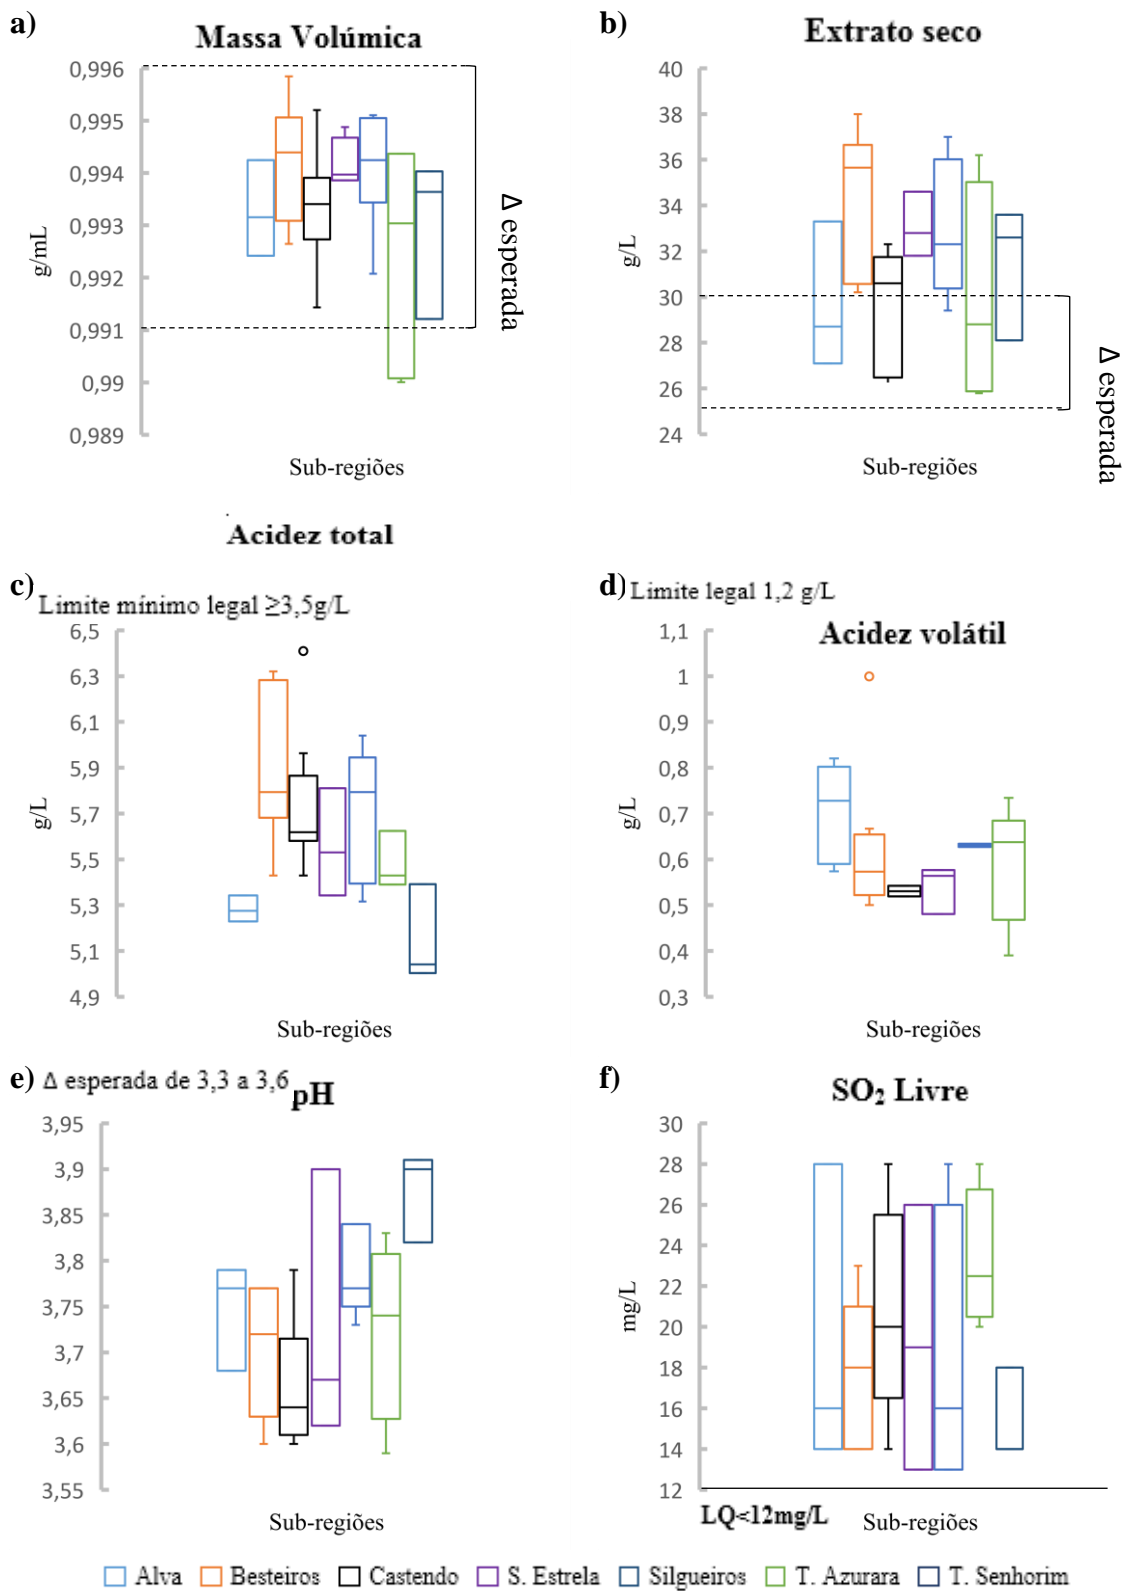 a)
Massa Volúmica
0,996
0,995
0,994
0,993
0,992
0,991
0,99
0,989
g/mL
Δ esperada
Sub-regiões
b)
Extrato seco
40
38
36
34
32
30
28
26
24
g/L
Δ esperada
Sub-regiões
c)
Acidez total
Limite mínimo legal ≥3,5g/L
6,5
6,3
6,1
5,9
5,7
5,5
5,3
5,1
4,9
g/L
Sub-regiões
d)
Limite legal 1,2 g/L
Acidez volátil
1,1
1
0,9
0,8
0,7
0,6
0,5
0,4
0,3
g/L
Sub-regiões
e)
Δ esperada de 3,3 a 3,6
pH
3,95
3,9
3,85
3,8
3,75
3,7
3,65
3,6
3,55
Sub-regiões
f)
SO₂ Livre
30
28
26
24
22
20
18
16
14
12
mg/L
LQ<12mg/L
Sub-regiões
Alva Besteiros Castendo S. Estrela Silgueiros T. Azurara T. Senhorim